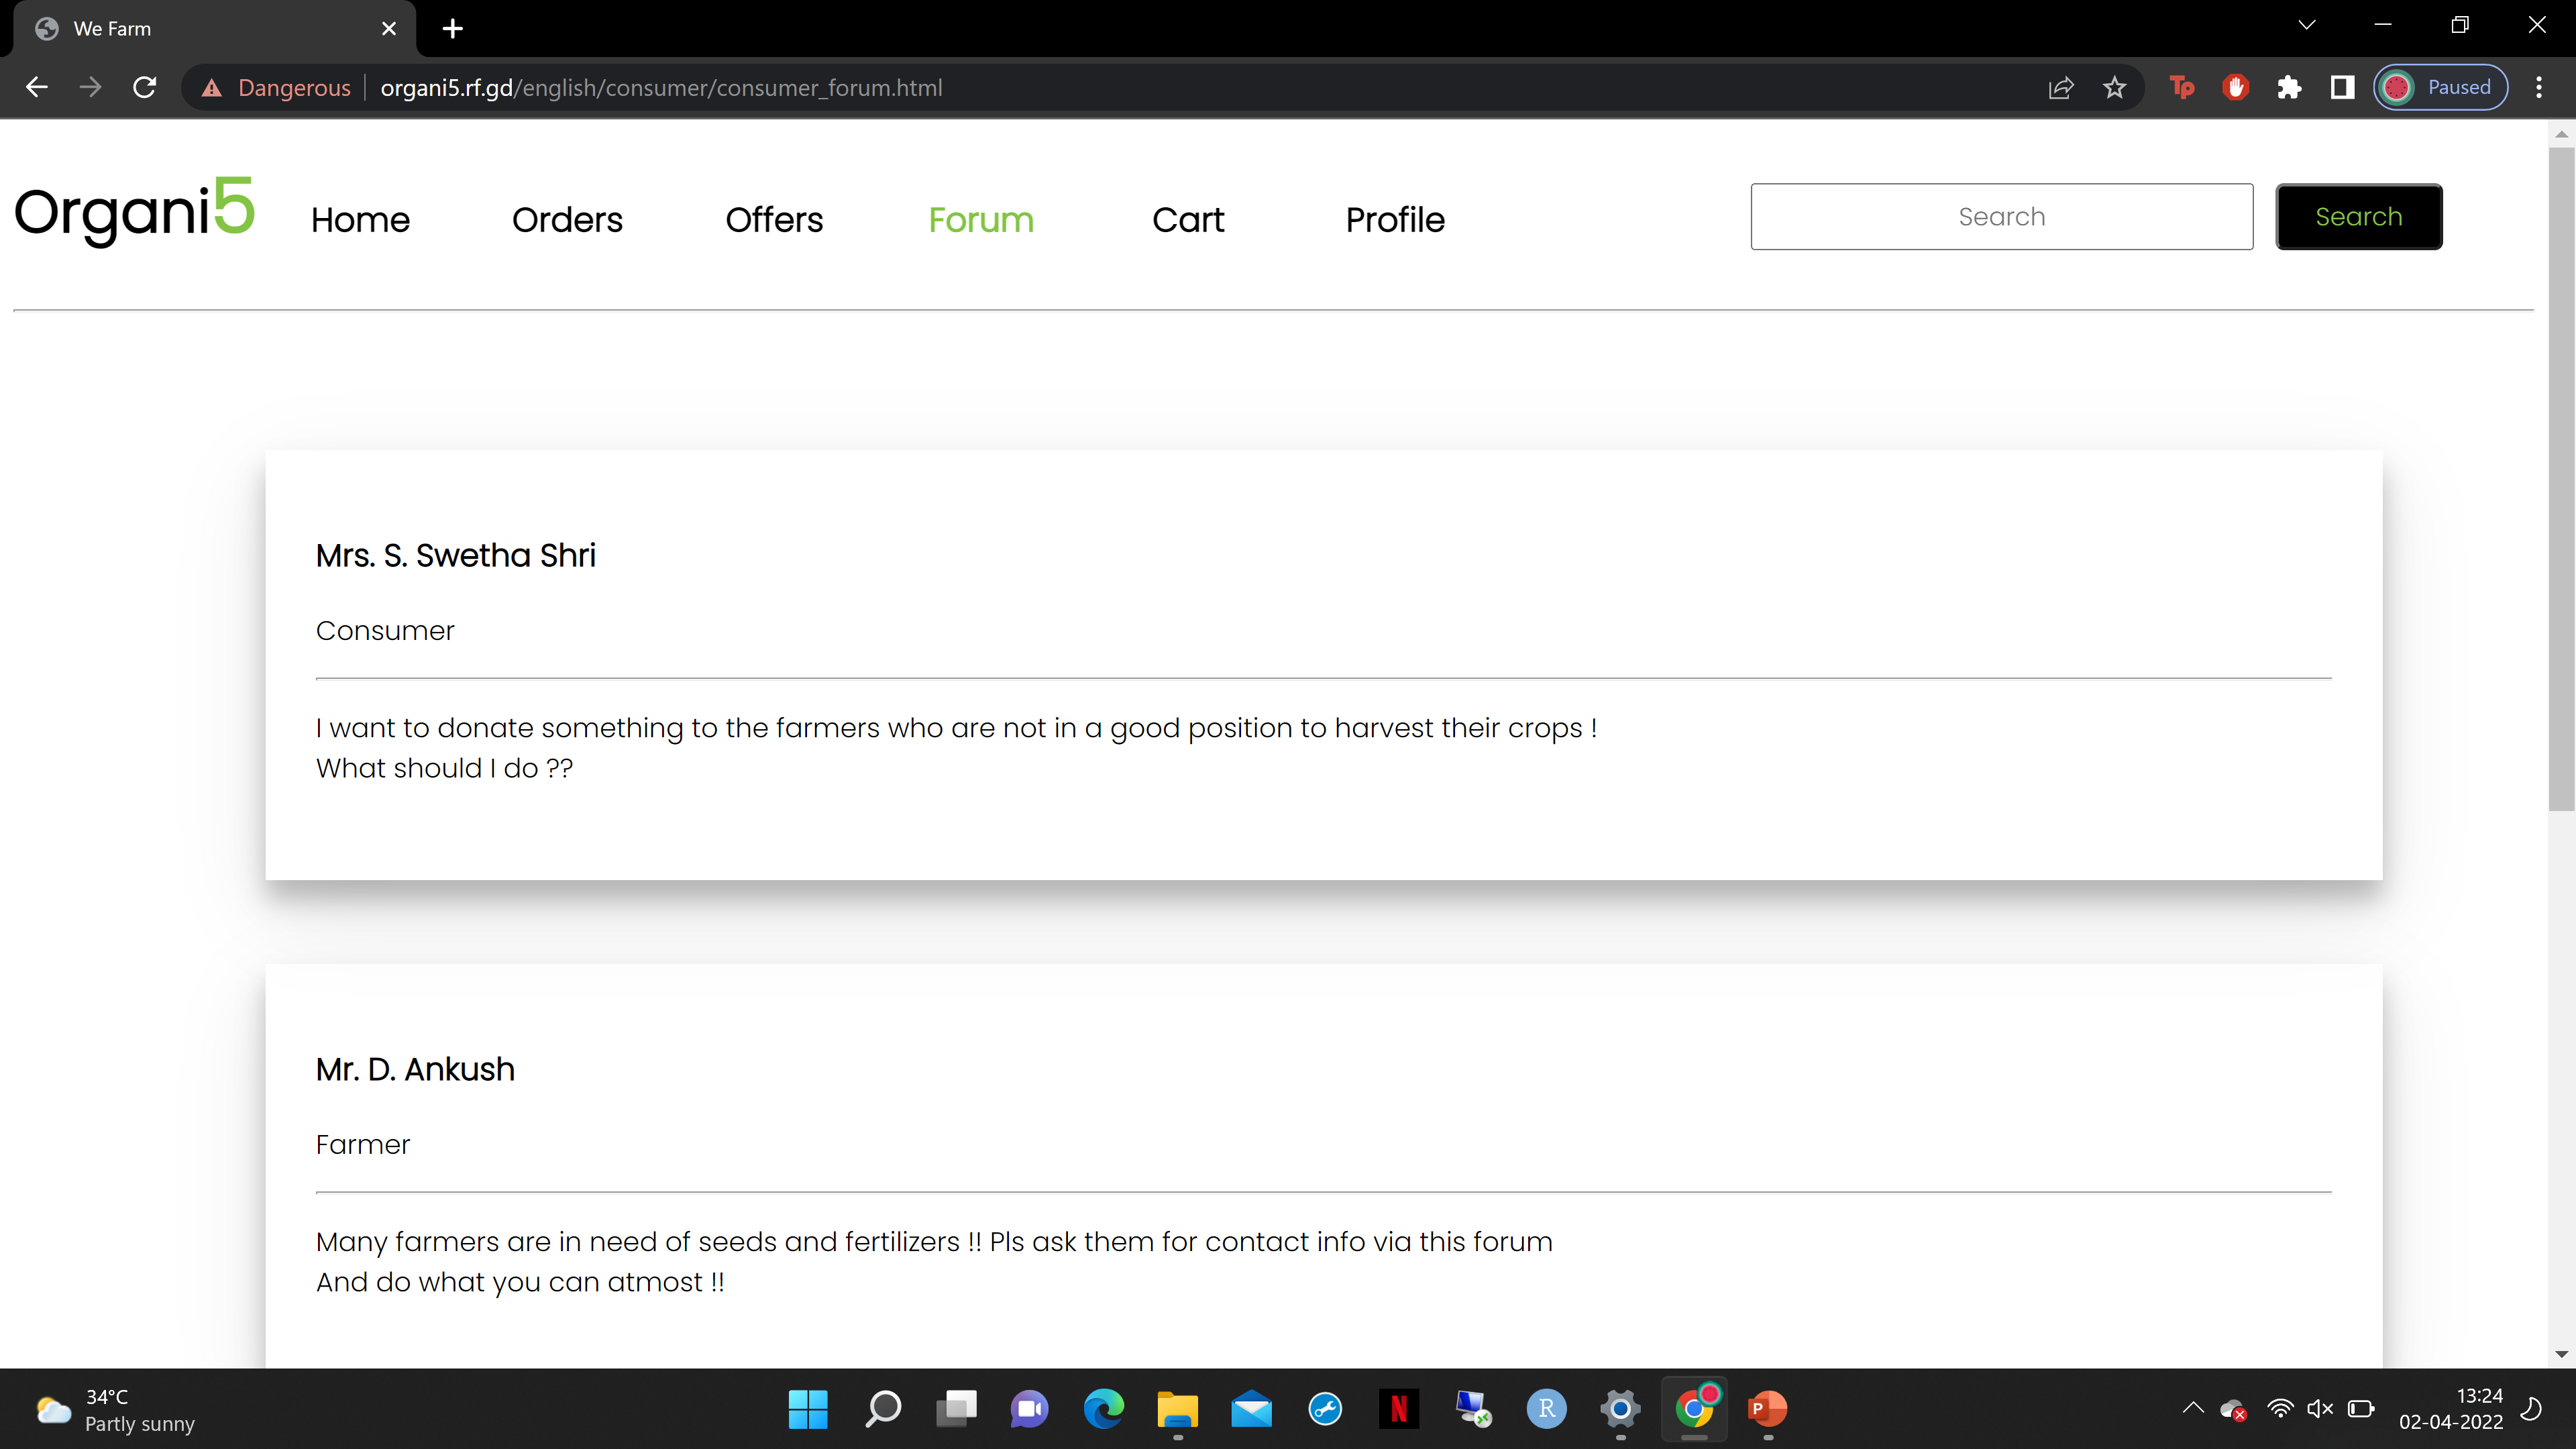 We Farm
Dangerous organi5.rf.gd/english/consumer/consumer_forum.html Tp Paused
Organi5 Home Orders Offers Forum Cart Profile Search Search
Mrs. S. Swetha Shri
Consumer
I want to donate something to the farmers who are not in a good position to harvest their crops !
What should I do ??
Mr. D. Ankush
Farmer
Many farmers are in need of seeds and fertilizers !! Pls ask them for contact info via this forum
And do what you can atmost !!
34°C
Partly sunny
N R P
13:24
02-04-2022